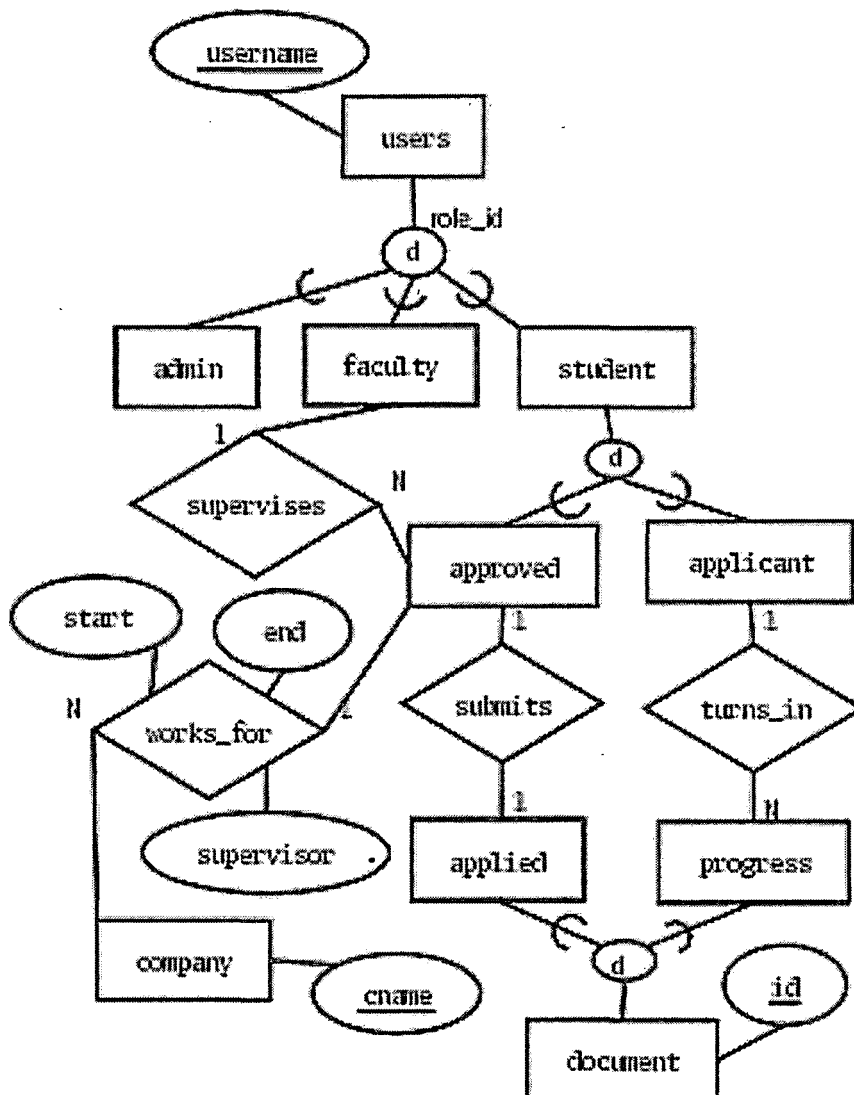 username
users
role_id
d
admin
faculty
student
1
d
N
supervises
approved
applicant
start
end
1
1
submits
turns_in
N
works_for
1
1
N
supervisor
applied
progress
company
d
cname
id
document